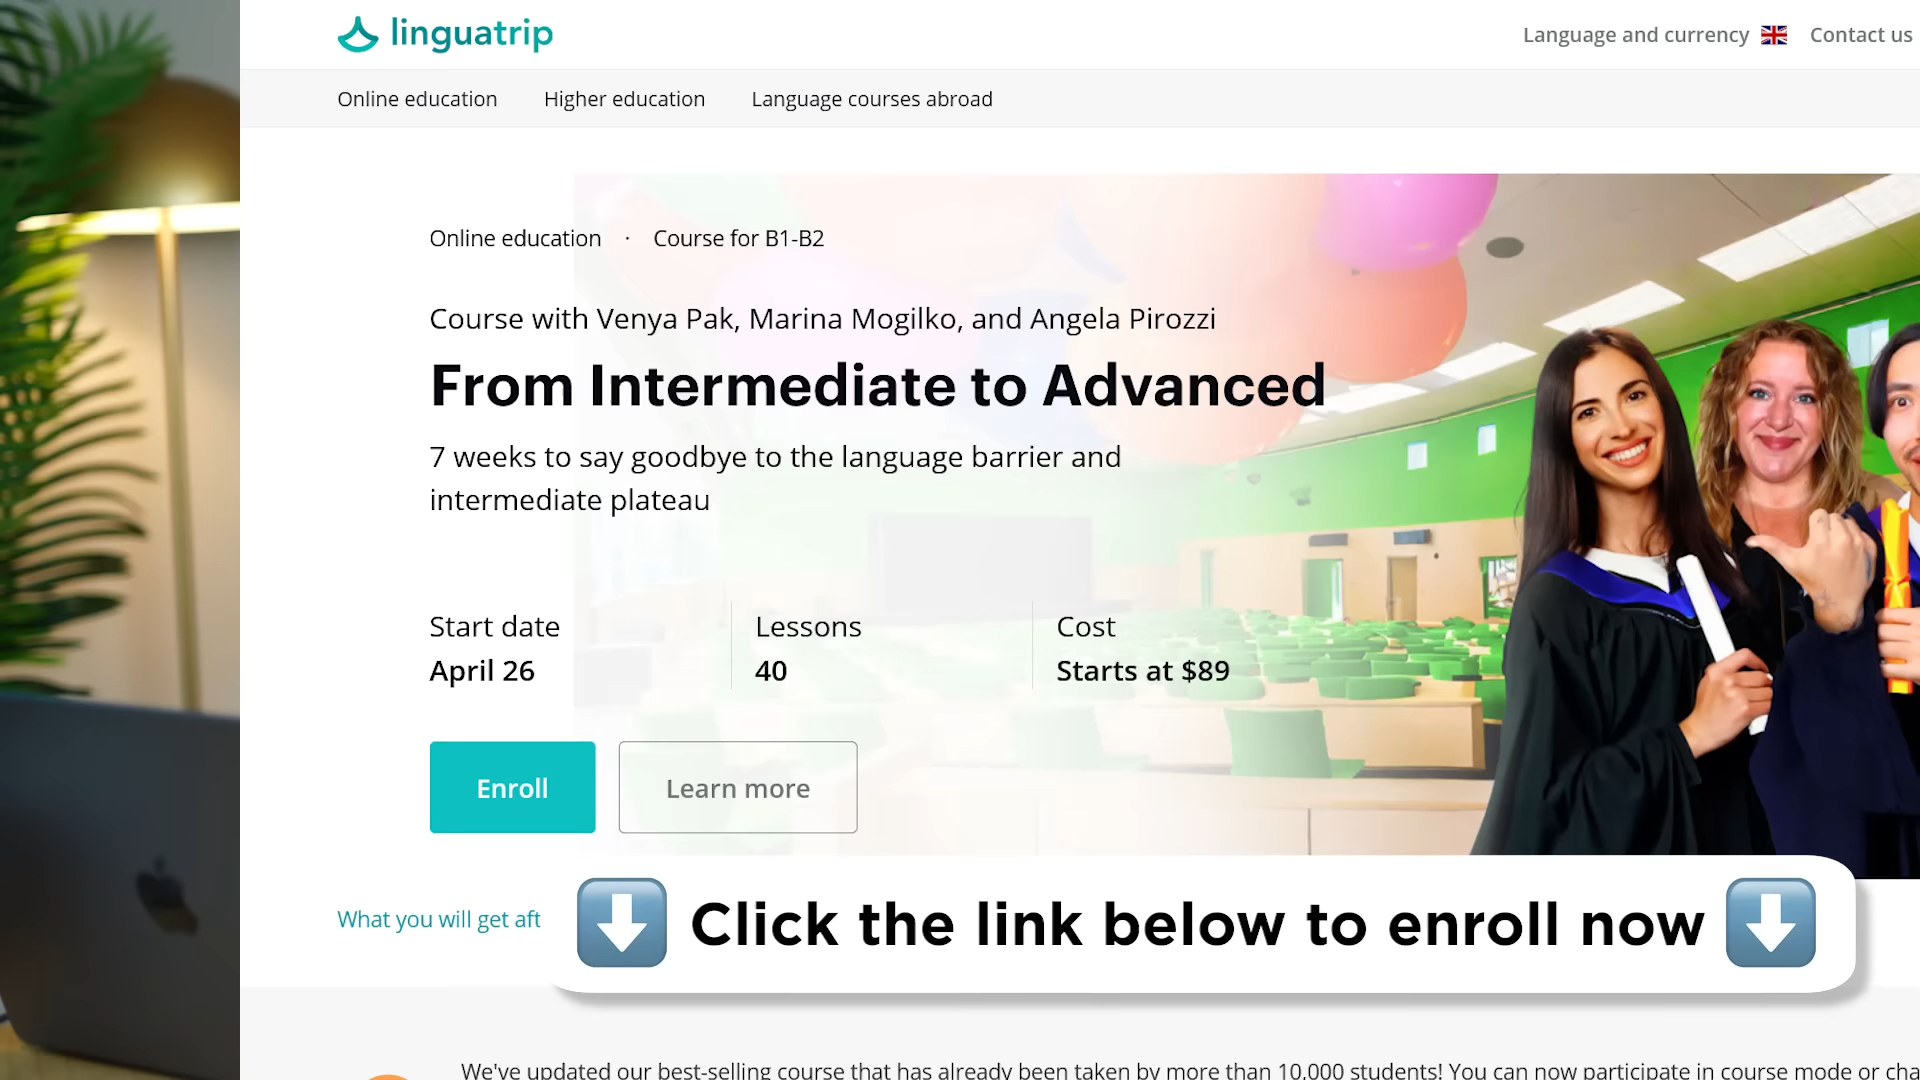 linguatrip
Language and currency Contact us
Online education Higher education Language courses abroad
Online education · Course for B1-B2
Course with Venya Pak, Marina Mogilko, and Angela Pirozzi
From Intermediate to Advanced
7 weeks to say goodbye to the language barrier and
intermediate plateau
Start date Lessons Cost
April 26 40 Starts at $89
Enroll Learn more
What you will get aft
Click the link below to enroll now
We've updated our best-selling course that has already been taken by more than 10,000 students! You can now participate in course mode or cha